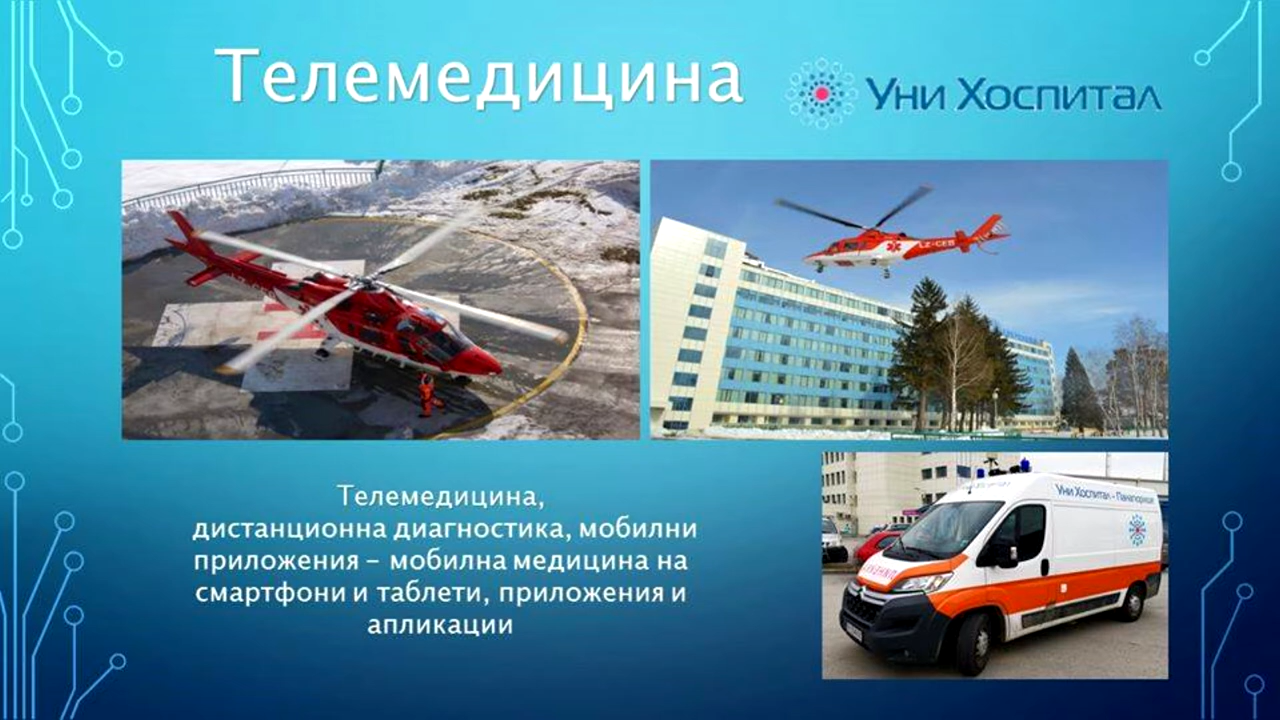 Телемедицина
Уни Хоспитал
LZ-CEB
Телемедицина,
дистанционна диагностика, мобилни
приложения – мобилна медицина на
смартфони и таблети, приложения и
апликации
Уни Хоспитал - Панагюрище